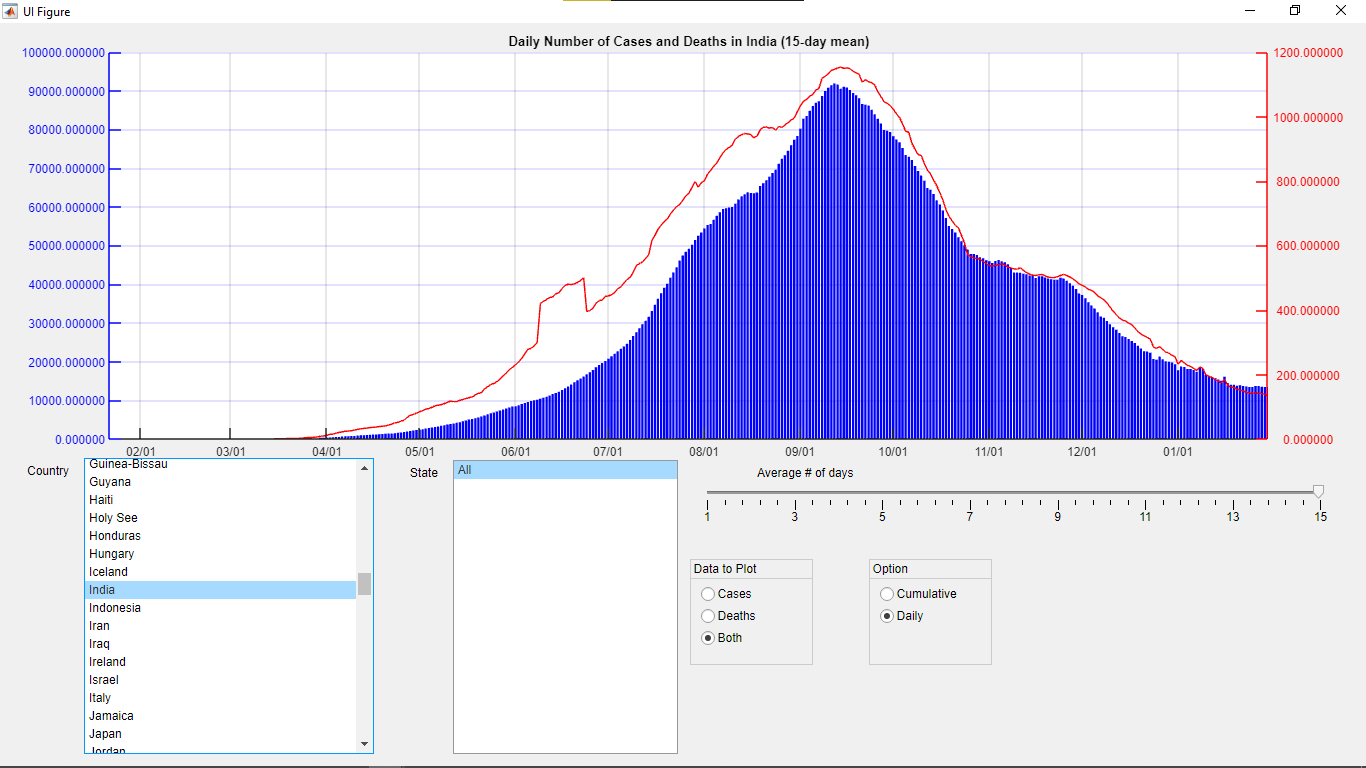 UI Figure
Daily Number of Cases and Deaths in India (15-day mean)
100000.000000
90000.000000
80000.000000
70000.000000
60000.000000
50000.000000
40000.000000
30000.000000
20000.000000
10000.000000
0.000000
1200.000000
1000.000000
800.000000
600.000000
400.000000
200.000000
0.000000
02/01 03/01 04/01 05/01 06/01 07/01 08/01 09/01 10/01 11/01 12/01 01/01
Country
Guinea-Bissau
Guyana
Haiti
Holy See
Honduras
Hungary
Iceland
India
Indonesia
Iran
Iraq
Ireland
Israel
Italy
Jamaica
Japan
Jordan
State
All
Average # of days
1 3 5 7 9 11 13 15
Data to Plot
Cases
Deaths
Both
Option
Cumulative
Daily